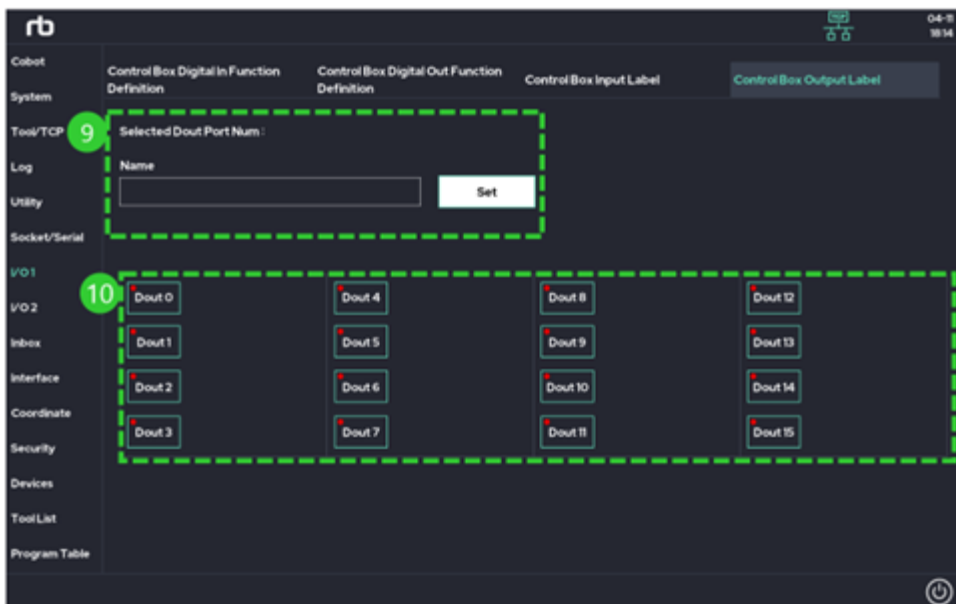 rb
04-11
18:14
Cobot
System
Tool/TCP
Log
Utility
Socket/Serial
I/O 1
I/O 2
Inbox
Interface
Coordinate
Security
Devices
Tool List
Program Table
Control Box Digital In Function
Definition
Control Box Digital Out Function
Definition
Control Box Input Label
Control Box Output Label
9
Selected Dout Port Num :
Name
Set
10
Dout 0
Dout 4
Dout 8
Dout 12
Dout 1
Dout 5
Dout 9
Dout 13
Dout 2
Dout 6
Dout 10
Dout 14
Dout 3
Dout 7
Dout 11
Dout 15